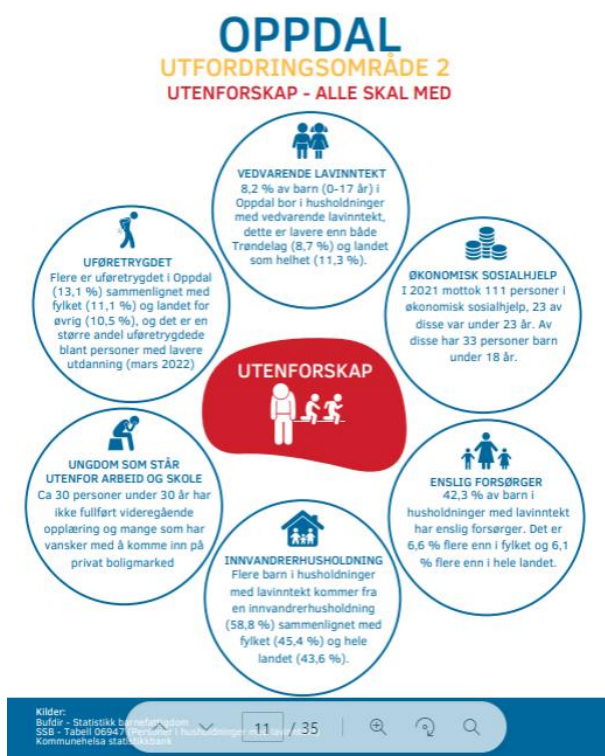 OPPDAL
UTFORDRINGSOMRÅDE 2
UTENFORSKAP - ALLE SKAL MED
VEDVARENDE LAVINNTEKT
8,2 % av barn (0-17 år) i
Oppdal bor i husholdninger
med vedvarende lavinntekt,
dette er lavere enn både
Trøndelag (8,7 %) og landet
som helhet (11,3 %).
UFØRETRYGDET
Flere er uføretrygdet i Oppdal
(13,1 %) sammenlignet med
fylket (11,1 %) og landet for
øvrig (10,5 %), og det er en
større andel uføretrygdede
blant personer med lavere
utdanning (mars 2022)
ØKONOMISK SOSIALHJELP
I 2021 mottok 111 personer i
økonomisk sosialhjelp, 23 av
disse var under 23 år. Av
disse har 33 personer barn
under 18 år.
UTENFORSKAP
UNGDOM SOM STÅR
UTENFOR ARBEID OG SKOLE
Ca 30 personer under 30 år har
ikke fullført videregående
opplæring og mange som har
vansker med å komme inn på
privat boligmarked
ENSLIG FORSØRGER
42,3 % av barn i
husholdninger med lavinntekt
har enslig forsørger. Det er
6,6 % flere enn i fylket og 6,1
% flere enn i hele landet.
INNVANDRERHUSHOLDNING
Flere barn i husholdninger
med lavinntekt kommer fra
en innvandrerhusholdning
(58,8 %) sammenlignet med
fylket (45,4 %) og hele
landet (43,6 %).
Kilder:
Bufdir - Statistikk barnefattigdom
SSB - Tabell 06947 (Personer i husholdninger med
Kommunehelsa statistikkbank
11 / 35